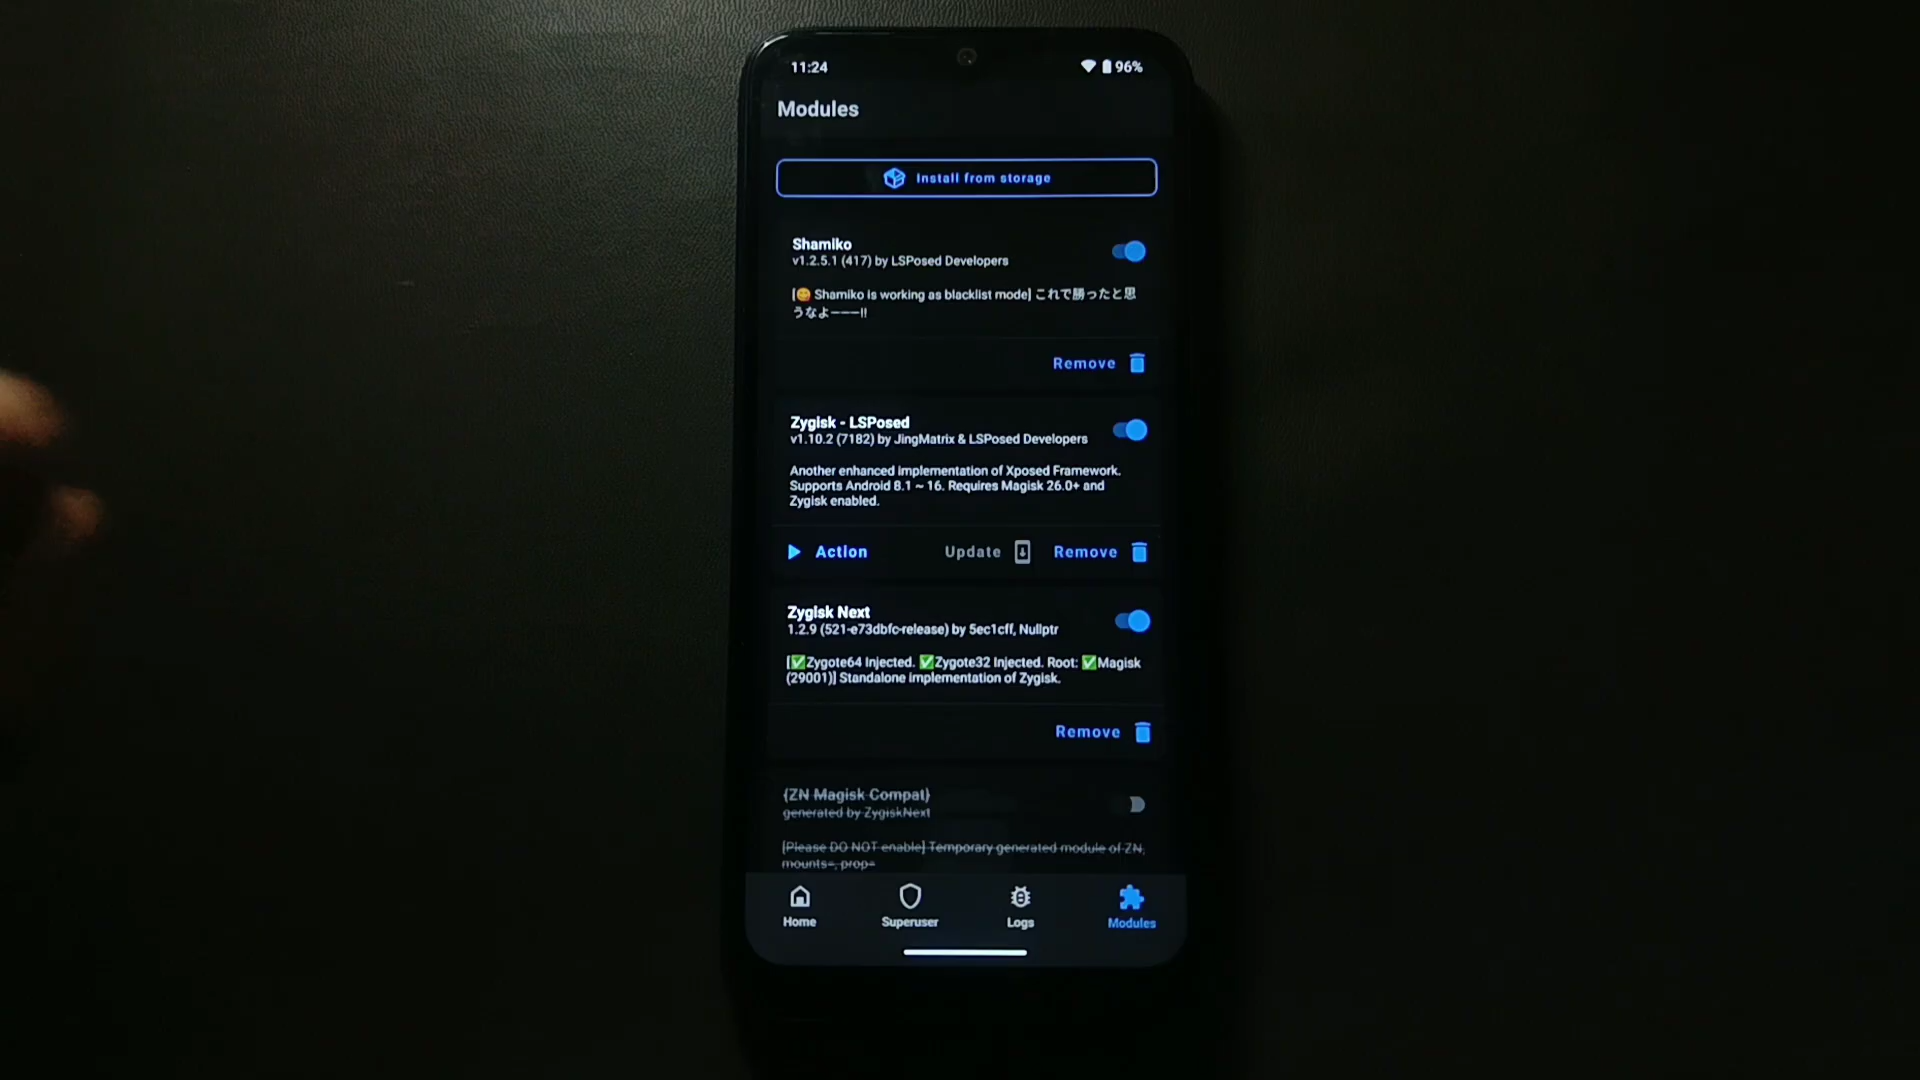 11:24
96%
Modules
Install from storage
Shamiko
v1.2.5.1 (417) by LSPosed Developers
[😋 Shamiko is working as blacklist mode] これで勝ったと思
うなよーーー!!
Remove
Zygisk - LSPosed
v1.10.2 (7182) by JingMatrix & LSPosed Developers
Another enhanced implementation of Xposed Framework.
Supports Android 8.1 ~ 16. Requires Magisk 26.0+ and
Zygisk enabled.
Action Update Remove
Zygisk Next
1.2.9 (521-e73dbfc-release) by 5ec1cff, Nullptr
[✅Zygote64 Injected. ✅Zygote32 Injected. Root: ✅Magisk
(29001)] Standalone implementation of Zygisk.
Remove
{ZN Magisk Compat}
generated by ZygiskNext
[Please DO NOT enable] Temporary generated module of ZN,
mounts=, prop=
Home Superuser Logs Modules